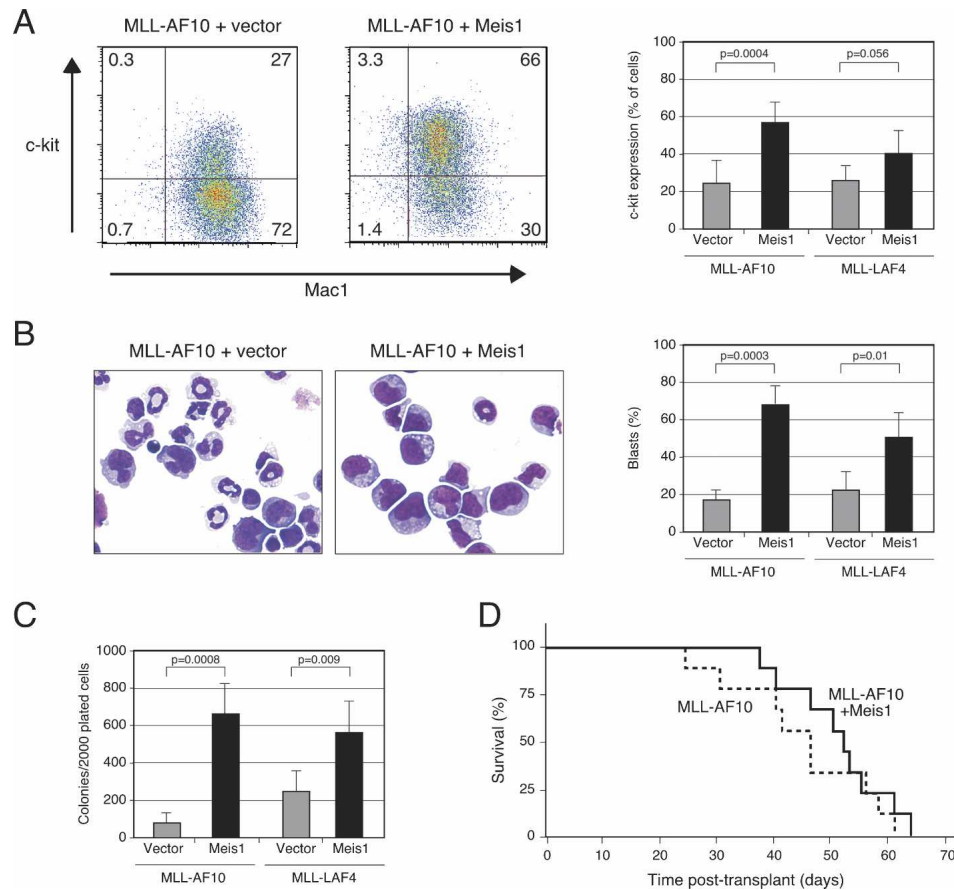 A
MLL-AF10 + vector
MLL-AF10 + Meis1
0.3
27
0.7
72
3.3
66
1.4
30
c-kit
Mac1
c-kit expression (% of cells)
100
80
60
40
20
0
p=0.0004
p=0.056
Vector
Meis1
Vector
Meis1
MLL-AF10
MLL-LAF4
B
MLL-AF10 + vector
MLL-AF10 + Meis1
Blasts (%)
100
80
60
40
20
0
p=0.0003
p=0.01
Vector
Meis1
Vector
Meis1
MLL-AF10
MLL-LAF4
C
Colonies/2000 plated cells
1000
800
600
400
200
0
p=0.0008
p=0.009
Vector
Meis1
Vector
Meis1
MLL-AF10
MLL-LAF4
D
Survival (%)
100
75
50
25
0
MLL-AF10
MLL-AF10
+Meis1
0
10
20
30
40
50
60
70
Time post-transplant (days)